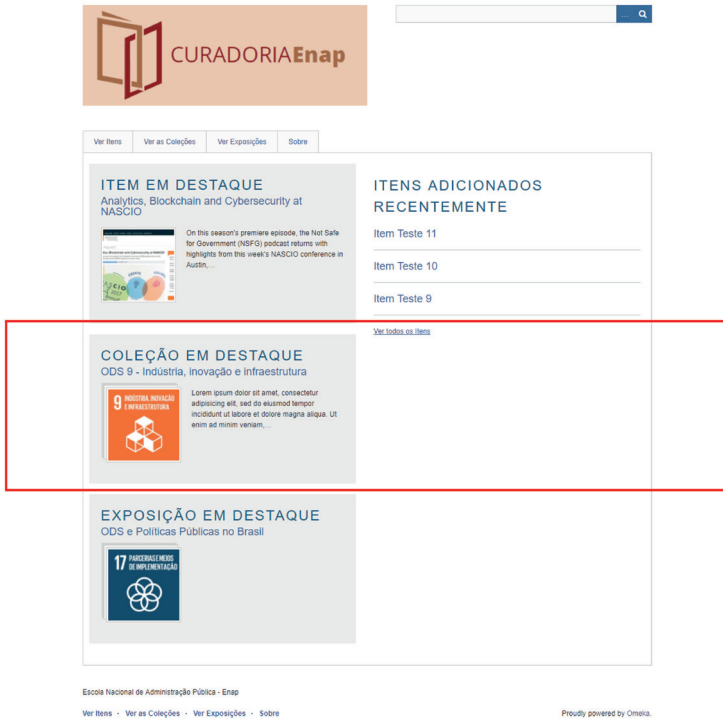 CURADORIAEnap
...
Ver Itens
Ver as Coleções
Ver Exposições
Sobre
ITEM EM DESTAQUE
Analytics, Blockchain and Cybersecurity at
NASCIO
On this season's premiere episode, the Not Safe
for Government (NSFG) podcast returns with
highlights from this week's NASCIO conference in
Austin,...
ITENS ADICIONADOS
RECENTEMENTE
Item Teste 11
Item Teste 10
Item Teste 9
Ver todos os itens
COLEÇÃO EM DESTAQUE
ODS 9 - Indústria, inovação e infraestrutura
9 INDÚSTRIA, INOVAÇÃO
E INFRAESTRUTURA
Lorem ipsum dolor sit amet, consectetur
adipisicing elit, sed do eiusmod tempor
incididunt ut labore et dolore magna aliqua. Ut
enim ad minim veniam,...
EXPOSIÇÃO EM DESTAQUE
ODS e Políticas Públicas no Brasil
17 PARCERIAS E MEIOS
DE IMPLEMENTAÇÃO
Escola Nacional de Administração Pública - Enap
Ver Itens · Ver as Coleções · Ver Exposições · Sobre
Proudly powered by Omeka.